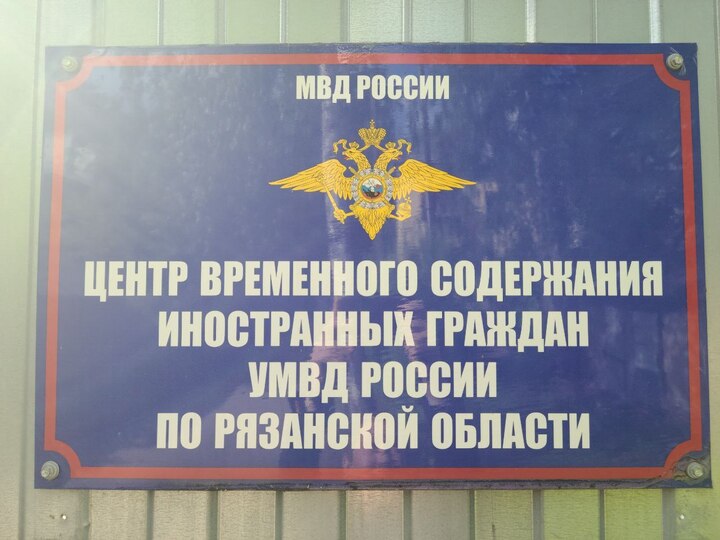 МВД РОССИИ
ЦЕНТР ВРЕМЕННОГО СОДЕРЖАНИЯ
ИНОСТРАННЫХ ГРАЖДАН
УМВД РОССИИ
ПО РЯЗАНСКОЙ ОБЛАСТИ